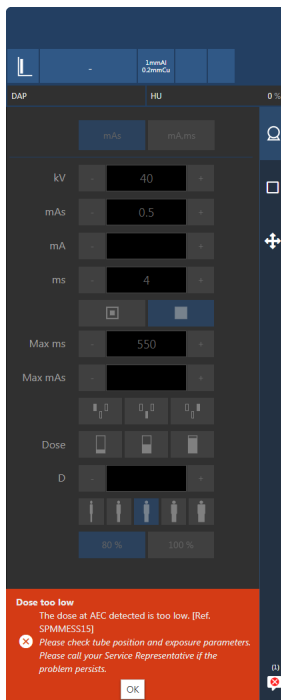 -
1mmAl
0.2mmCu
DAP HU 0 %
mAs mA,ms
kV - 40 +
mAs - 0.5 +
mA - +
ms - 4 +
Max ms - 550 +
Max mAs - +
Dose
D - +
80 % 100 %
Dose too low
The dose at AEC detected is too low. [Ref.
SPMMESS15]
Please check tube position and exposure parameters.
Please call your Service Representative if the
problem persists.
(1)
OK